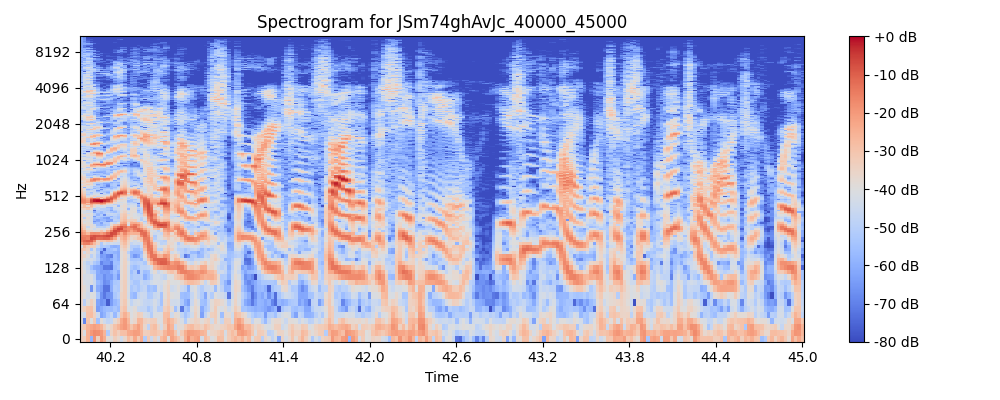 Spectrogram for JSm74ghAvJc_40000_45000
Hz
8192
4096
2048
1024
512
256
128
64
0
40.2 40.8 41.4 42.0 42.6 43.2 43.8 44.4 45.0
Time
+0 dB
-10 dB
-20 dB
-30 dB
-40 dB
-50 dB
-60 dB
-70 dB
-80 dB